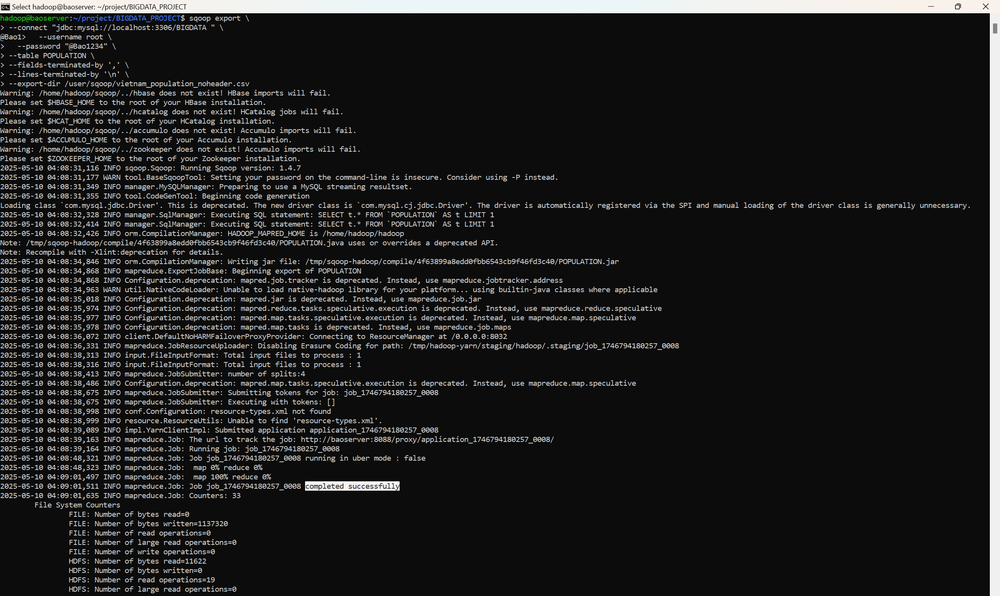 Select hadoop@baoserver: ~/project/BIGDATA_PROJECT
hadoop@baoserver:~/project/BIGDATA_PROJECT$ sqoop export \
> --connect "jdbc:mysql://localhost:3306/BIGDATA " \
@Bao1>   --username root \
>   --password "@Bao1234" \
> --table POPULATION \
> --fields-terminated-by ',' \
> --lines-terminated-by '\n' \
> --export-dir /user/sqoop/vietnam_population_noheader.csv
Warning: /home/hadoop/sqoop/../hbase does not exist! HBase imports will fail.
Please set $HBASE_HOME to the root of your HBase installation.
Warning: /home/hadoop/sqoop/../hcatalog does not exist! HCatalog jobs will fail.
Please set $HCAT_HOME to the root of your HCatalog installation.
Warning: /home/hadoop/sqoop/../accumulo does not exist! Accumulo imports will fail.
Please set $ACCUMULO_HOME to the root of your Accumulo installation.
Warning: /home/hadoop/sqoop/../zookeeper does not exist! Accumulo imports will fail.
Please set $ZOOKEEPER_HOME to the root of your Zookeeper installation.
2025-05-10 04:08:31,116 INFO sqoop.Sqoop: Running Sqoop version: 1.4.7
2025-05-10 04:08:31,177 WARN tool.BaseSqoopTool: Setting your password on the command-line is insecure. Consider using -P instead.
2025-05-10 04:08:31,349 INFO manager.MySQLManager: Preparing to use a MySQL streaming resultset.
2025-05-10 04:08:31,355 INFO tool.CodeGenTool: Beginning code generation
Loading class `com.mysql.jdbc.Driver'. This is deprecated. The new driver class is `com.mysql.cj.jdbc.Driver'. The driver is automatically registered via the SPI and manual loading of the driver class is generally unnecessary.
2025-05-10 04:08:32,328 INFO manager.SqlManager: Executing SQL statement: SELECT t.* FROM `POPULATION` AS t LIMIT 1
2025-05-10 04:08:32,414 INFO manager.SqlManager: Executing SQL statement: SELECT t.* FROM `POPULATION` AS t LIMIT 1
2025-05-10 04:08:32,426 INFO orm.CompilationManager: HADOOP_MAPRED_HOME is /home/hadoop/hadoop
Note: /tmp/sqoop-hadoop/compile/4f63899a8edd0fbb6543cb9f46fd3c40/POPULATION.java uses or overrides a deprecated API.
Note: Recompile with -Xlint:deprecation for details.
2025-05-10 04:08:34,846 INFO orm.CompilationManager: Writing jar file: /tmp/sqoop-hadoop/compile/4f63899a8edd0fbb6543cb9f46fd3c40/POPULATION.jar
2025-05-10 04:08:34,868 INFO mapreduce.ExportJobBase: Beginning export of POPULATION
2025-05-10 04:08:34,868 INFO Configuration.deprecation: mapred.job.tracker is deprecated. Instead, use mapreduce.jobtracker.address
2025-05-10 04:08:34,963 WARN util.NativeCodeLoader: Unable to load native-hadoop library for your platform... using builtin-java classes where applicable
2025-05-10 04:08:35,018 INFO Configuration.deprecation: mapred.jar is deprecated. Instead, use mapreduce.job.jar
2025-05-10 04:08:35,974 INFO Configuration.deprecation: mapred.reduce.tasks.speculative.execution is deprecated. Instead, use mapreduce.reduce.speculative
2025-05-10 04:08:35,977 INFO Configuration.deprecation: mapred.map.tasks.speculative.execution is deprecated. Instead, use mapreduce.map.speculative
2025-05-10 04:08:35,978 INFO Configuration.deprecation: mapred.map.tasks is deprecated. Instead, use mapreduce.job.maps
2025-05-10 04:08:36,072 INFO client.DefaultNoHARMFailoverProxyProvider: Connecting to ResourceManager at /0.0.0.0:8032
2025-05-10 04:08:36,331 INFO mapreduce.JobResourceUploader: Disabling Erasure Coding for path: /tmp/hadoop-yarn/staging/hadoop/.staging/job_1746794180257_0008
2025-05-10 04:08:38,313 INFO input.FileInputFormat: Total input files to process : 1
2025-05-10 04:08:38,316 INFO input.FileInputFormat: Total input files to process : 1
2025-05-10 04:08:38,413 INFO mapreduce.JobSubmitter: number of splits:4
2025-05-10 04:08:38,486 INFO Configuration.deprecation: mapred.map.tasks.speculative.execution is deprecated. Instead, use mapreduce.map.speculative
2025-05-10 04:08:38,675 INFO mapreduce.JobSubmitter: Submitting tokens for job: job_1746794180257_0008
2025-05-10 04:08:38,675 INFO mapreduce.JobSubmitter: Executing with tokens: []
2025-05-10 04:08:38,998 INFO conf.Configuration: resource-types.xml not found
2025-05-10 04:08:38,999 INFO resource.ResourceUtils: Unable to find 'resource-types.xml'.
2025-05-10 04:08:39,089 INFO impl.YarnClientImpl: Submitted application application_1746794180257_0008
2025-05-10 04:08:39,163 INFO mapreduce.Job: The url to track the job: http://baoserver:8088/proxy/application_1746794180257_0008/
2025-05-10 04:08:39,164 INFO mapreduce.Job: Running job: job_1746794180257_0008
2025-05-10 04:08:48,321 INFO mapreduce.Job: Job job_1746794180257_0008 running in uber mode : false
2025-05-10 04:08:48,323 INFO mapreduce.Job:  map 0% reduce 0%
2025-05-10 04:09:01,497 INFO mapreduce.Job:  map 100% reduce 0%
2025-05-10 04:09:01,511 INFO mapreduce.Job: Job job_1746794180257_0008 completed successfully
2025-05-10 04:09:01,635 INFO mapreduce.Job: Counters: 33
File System Counters
FILE: Number of bytes read=0
FILE: Number of bytes written=1137320
FILE: Number of read operations=0
FILE: Number of large read operations=0
FILE: Number of write operations=0
HDFS: Number of bytes read=11622
HDFS: Number of bytes written=0
HDFS: Number of read operations=19
HDFS: Number of large read operations=0